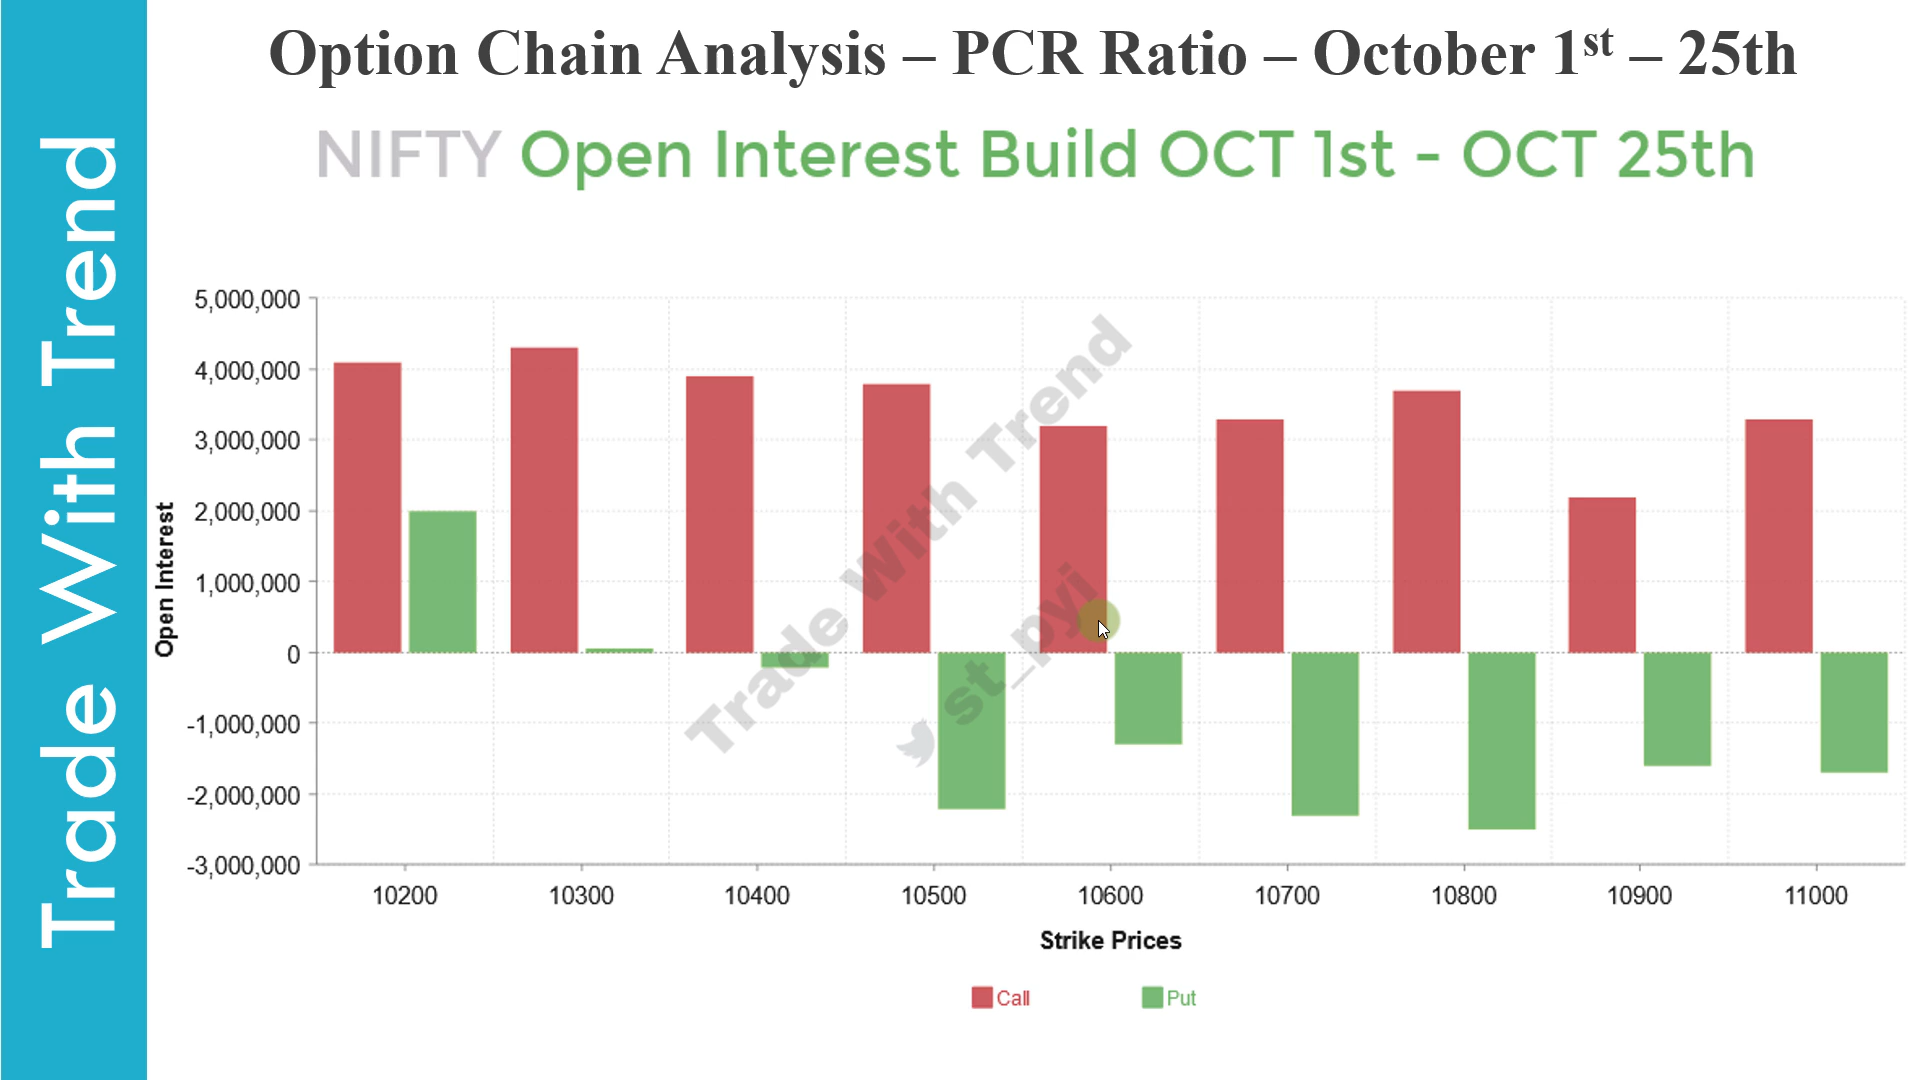 Option Chain Analysis – PCR Ratio – October 1st – 25th
NIFTY Open Interest Build OCT 1st - OCT 25th
Trade With Trend
5,000,000
4,000,000
3,000,000
2,000,000
1,000,000
0
-1,000,000
-2,000,000
-3,000,000
Open Interest
Trade With Trend
st_pyi
10200 10300 10400 10500 10600 10700 10800 10900 11000
Strike Prices
Call Put